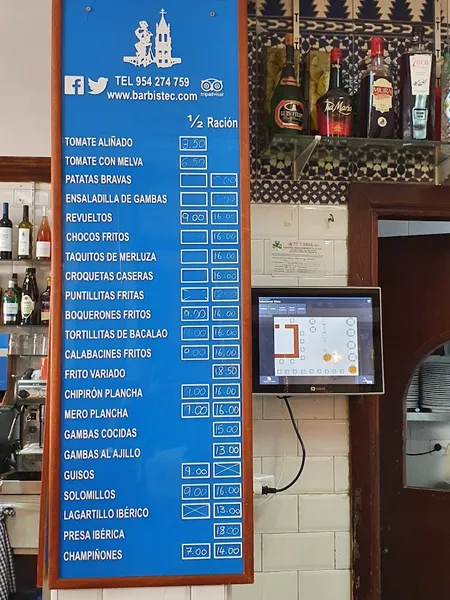 TEL 954 274 759
www.barbistec.com
tripadvisor
½ Ración
TOMATE ALIÑADO 3.50
TOMATE CON MELVA 6.50
PATATAS BRAVAS
ENSALADILLA DE GAMBAS
REVUELTOS 9.00 16.00
CHOCOS FRITOS 16.00
TAQUITOS DE MERLUZA 16.00
CROQUETAS CASERAS 16.00
PUNTILLITAS FRITAS
BOQUERONES FRITOS 9.00 16.00
TORTILLITAS DE BACALAO 16.00
CALABACINES FRITOS 9.00 16.00
FRITO VARIADO 18.50
CHIPIRÓN PLANCHA 16.00
MERO PLANCHA 9.00 16.00
GAMBAS COCIDAS 15.00
GAMBAS AL AJILLO 13.00
GUISOS 9.00
SOLOMILLOS 9.00 16.00
LAGARTILLO IBÉRICO 13.00
PRESA IBÉRICA 18.00
CHAMPIÑONES 7.00 14.00
Tía María